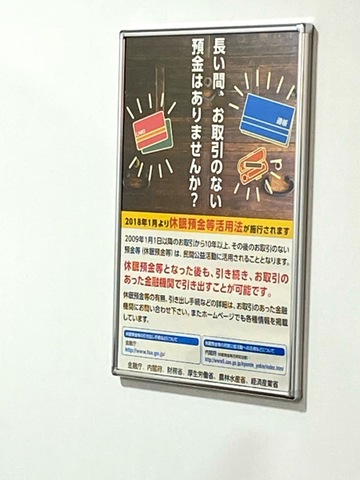 長い間、お取引のない
預金はありませんか?
CARD
通帳
2018年1月より休眠預金等活用法が施行されます
2009年1月1日以降のお取引から10年以上、その後のお取引のない
預金等(休眠預金等)は、民間公益活動に活用されることとなります。
休眠預金等となった後も、引き続き、お取引の
あった金融機関で引き出すことが可能です。
休眠預金等の有無、引き出し手続などの詳細は、お取引のあった金融
機関にお問い合わせ下さい。またホームページでも各種情報を掲載
しています。
金融庁:
http://www.fsa.go.jp/
内閣府
金融庁、内閣府、財務省、厚生労働省、農林水産省、経済産業省